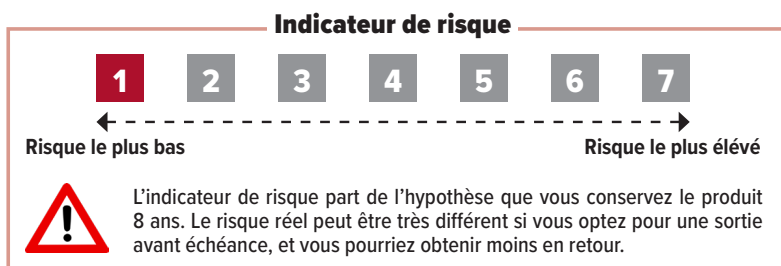 Indicateur de risque
1 2 3 4 5 6 7
Risque le plus bas Risque le plus élévé
L'indicateur de risque part de l'hypothèse que vous conservez le produit
8 ans. Le risque réel peut être très différent si vous optez pour une sortie
avant échéance, et vous pourriez obtenir moins en retour.